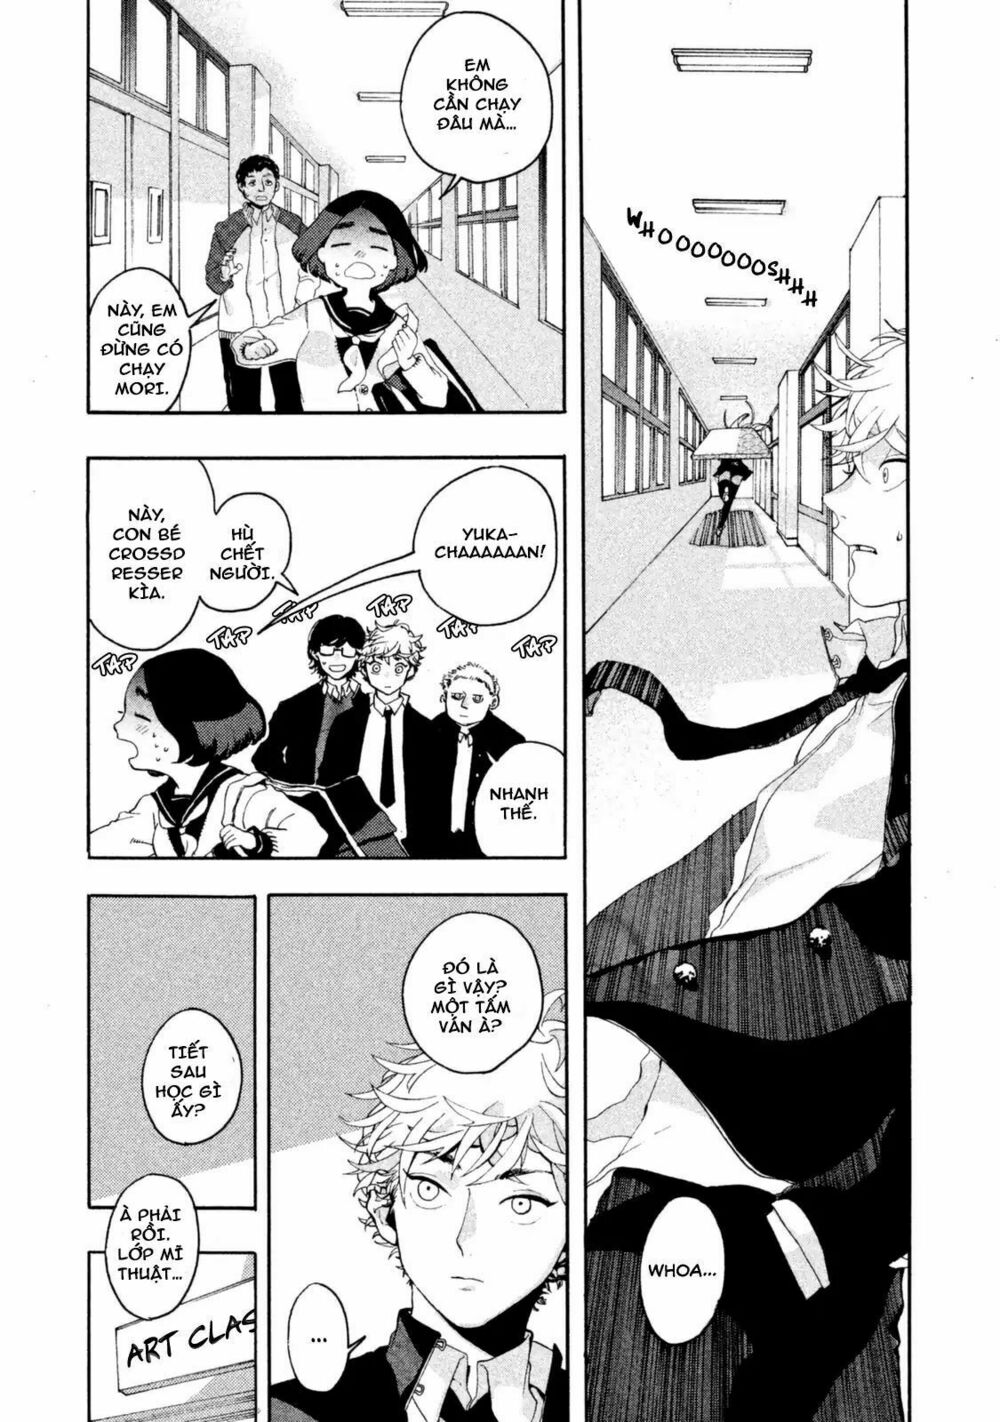 WHOOOOOOOSHHH
WHOA...
EM
KHÔNG
CẦN CHẠY
ĐÂU MÀ...
NÀY, EM
CŨNG
ĐỪNG CÓ
CHẠY
MORI.
YUKA-
CHAAAAAAN!
HÙ
CHẾT
NGƯỜI.
NÀY,
CON BÉ
CROSSD
RESSER
KÌA.
TAP
TAP
TAP
TAP
TAP
TAP
NHANH
THẾ.
ĐÓ LÀ
GÌ VẬY?
MỘT TẤM
VÁN À?
...
TIẾT
SAU
HỌC GÌ
ẤY?
À PHẢI
RỒI.
LỚP MĨ
THUẬT...
ART CLAS